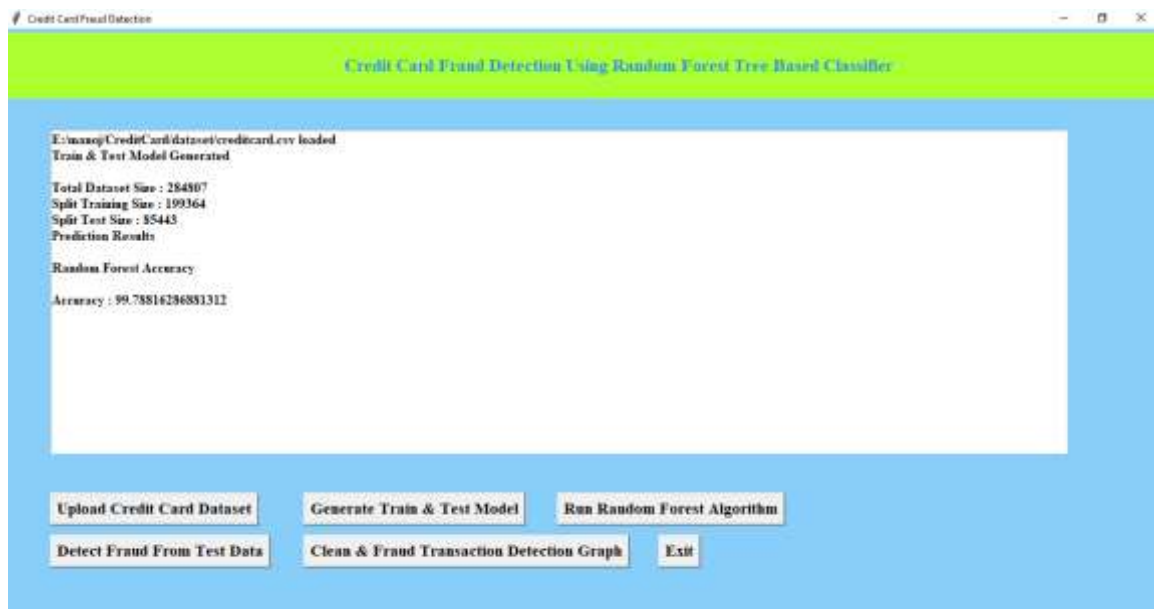 Credit Card Fraud Detection
Credit Card Fraud Detection Using Random Forest Tree Based Classifier
E:/manoj/CreditCard/dataset/creditcard.csv loaded
Train & Test Model Generated
Total Dataset Size : 284807
Split Training Size : 199364
Split Test Size : 85443
Prediction Results
Random Forest Accuracy
Accuracy : 99.78816286881312
Upload Credit Card Dataset
Generate Train & Test Model
Run Random Forest Algorithm
Detect Fraud From Test Data
Clean & Fraud Transaction Detection Graph
Exit